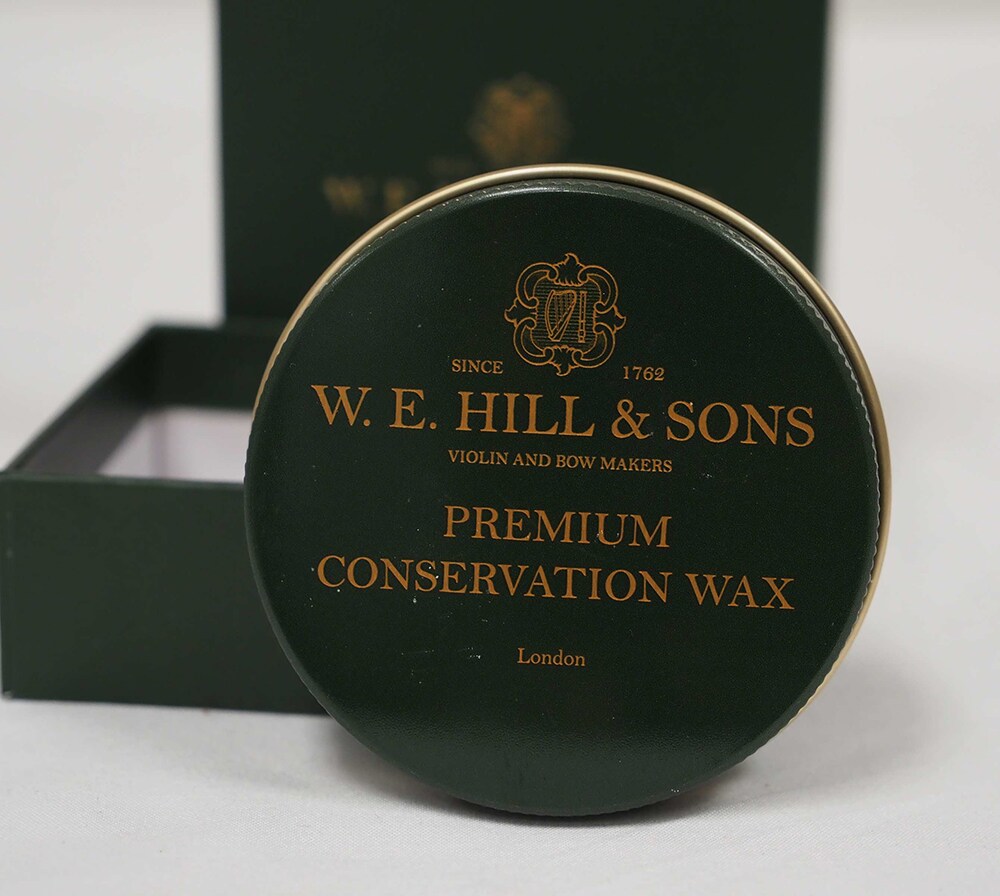 W. E.
SINCE 1762
W. E. HILL & SONS
VIOLIN AND BOW MAKERS
PREMIUM
CONSERVATION WAX
London